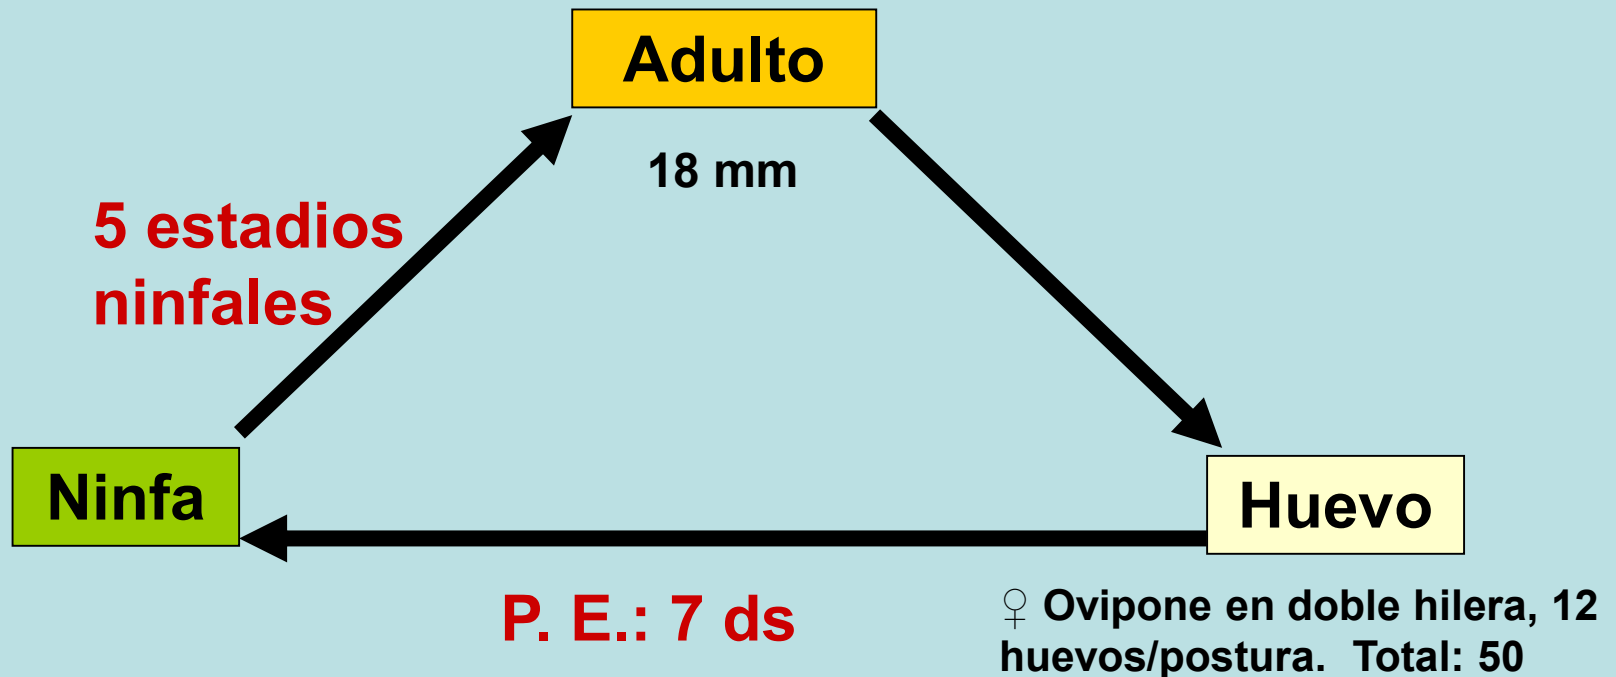 Adulto
18 mm
5 estadios
ninfales
Ninfa
Huevo
P. E.: 7 ds
♀ Ovipone en doble hilera, 12
huevos/postura. Total: 50